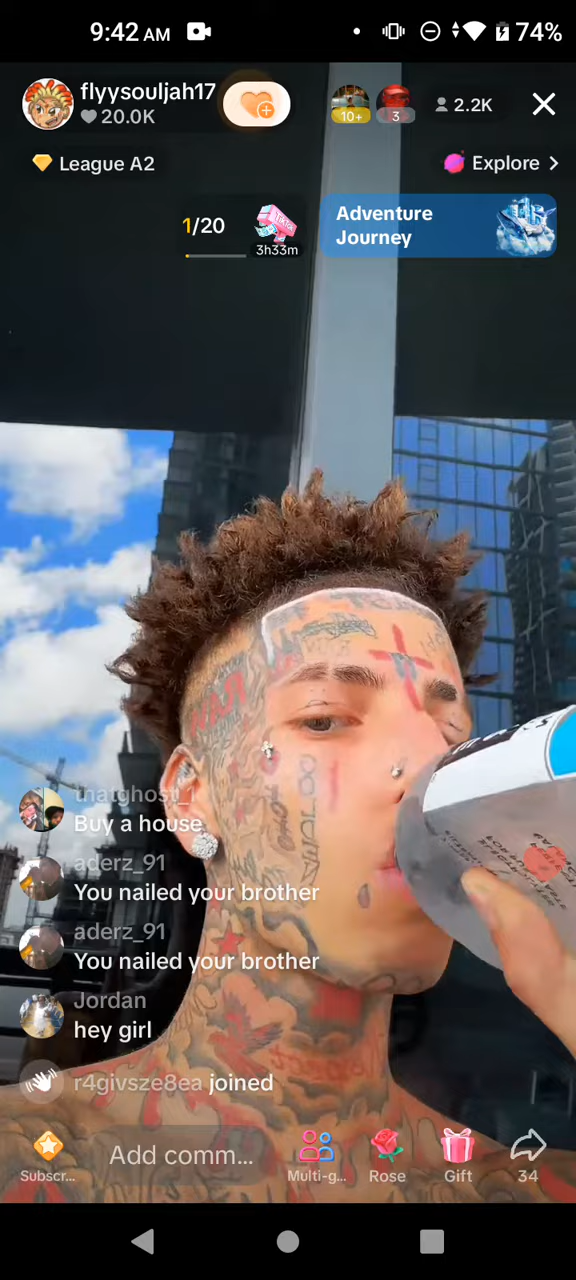 9:42 AM
74%
flyysouljah17
20.0K
10+
3
2.2K
League A2
Explore
1/20
3h33m
Adventure
Journey
thatghost_1
Buy a house
aderz_91
You nailed your brother
aderz_91
You nailed your brother
Jordan
hey girl
r4givsze8ea joined
Add comm...
Subscr...
Multi-g...
Rose
Gift
34